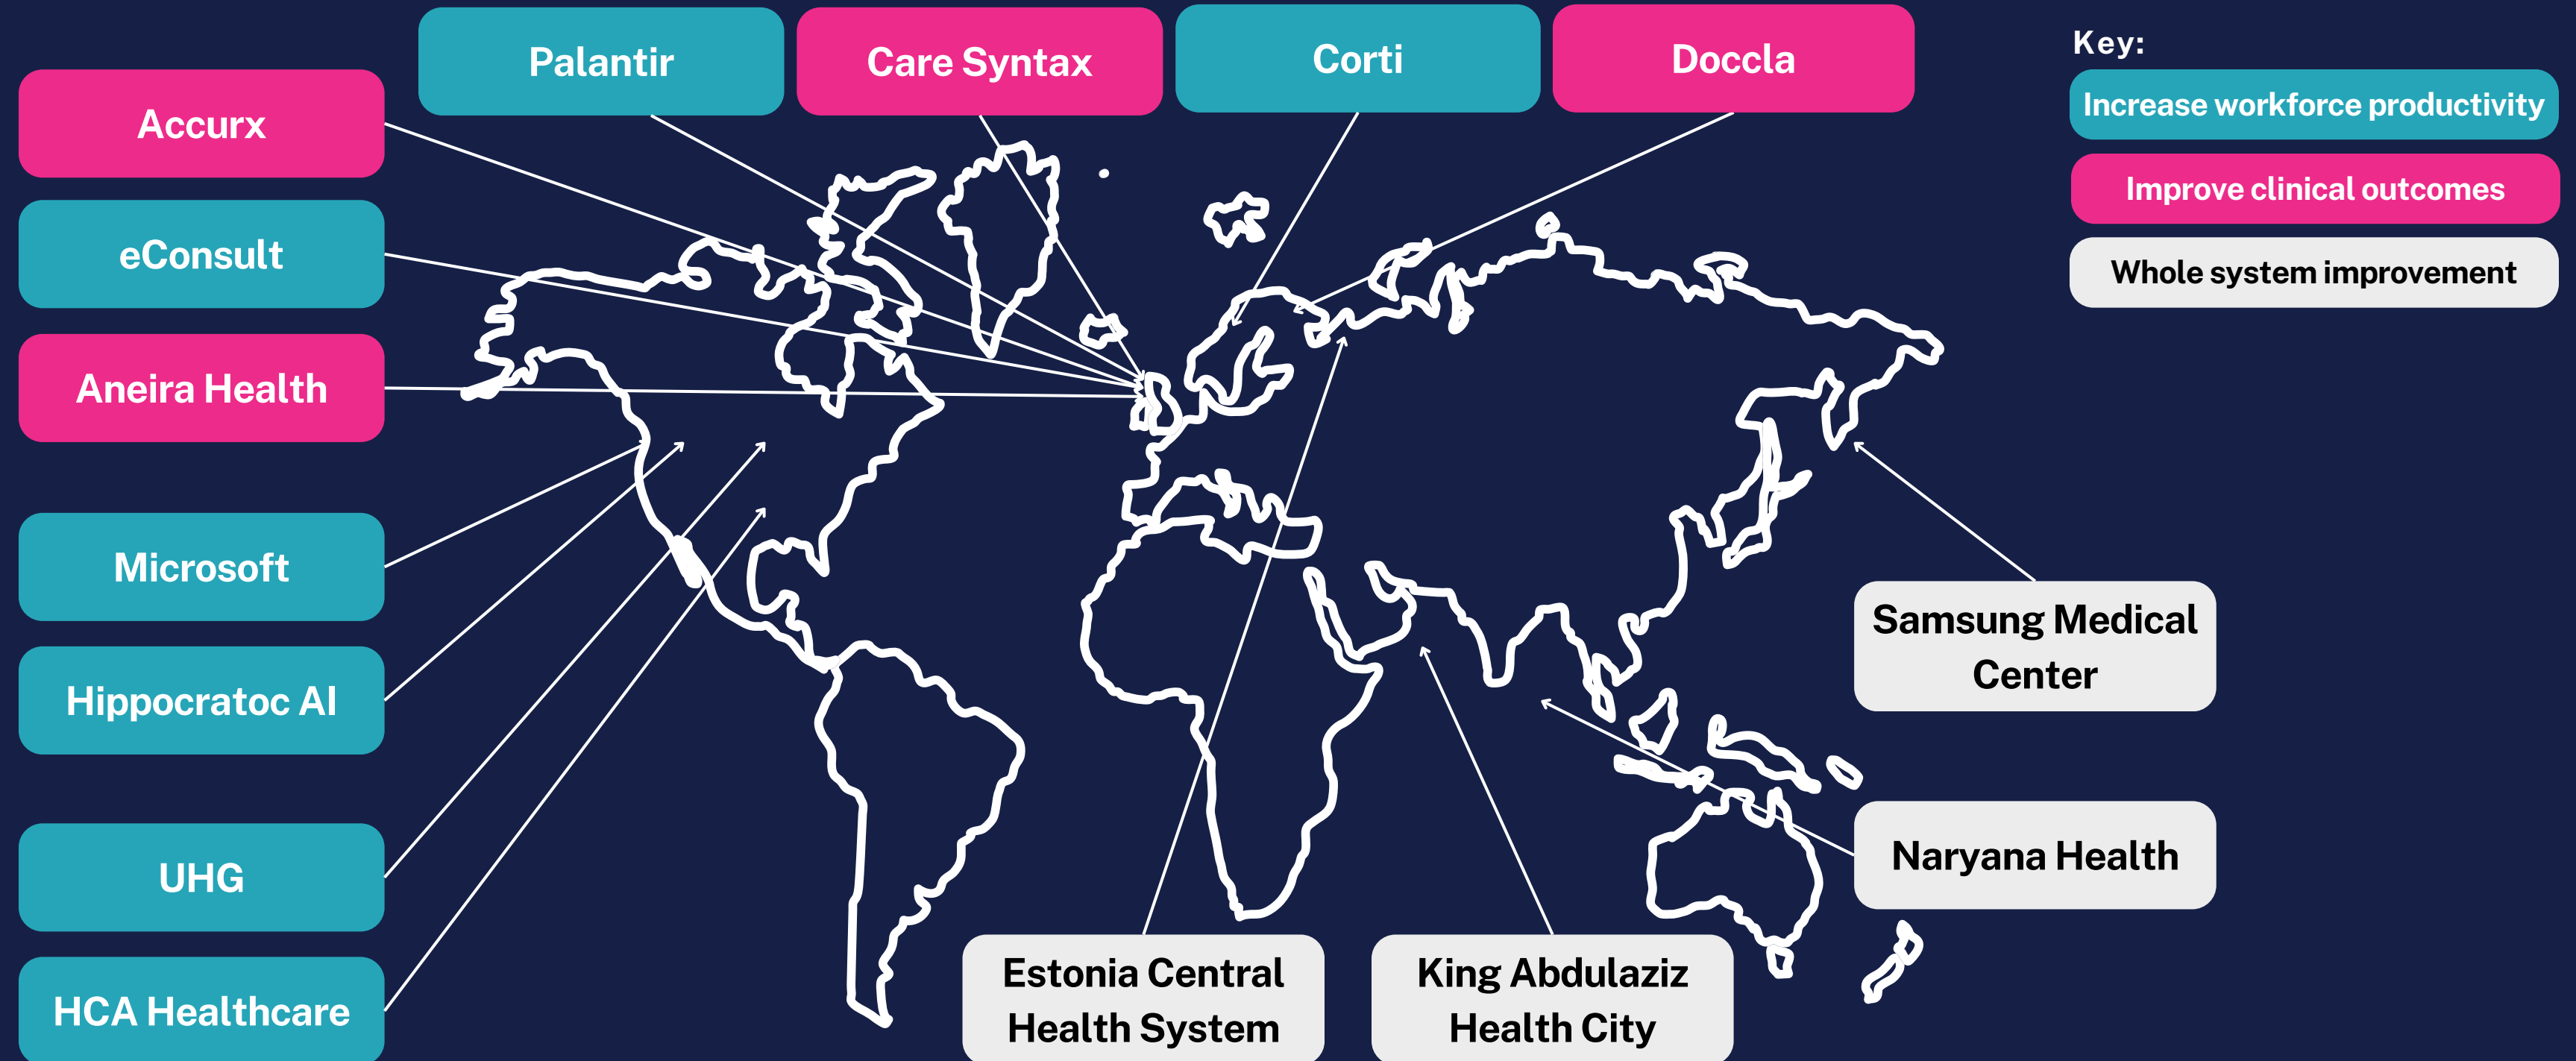 Palantir
Care Syntax
Corti
Doccla
Key:
Increase workforce productivity
Improve clinical outcomes
Whole system improvement
Accurx
eConsult
Aneira Health
Microsoft
Hippocratoc AI
UHG
HCA Healthcare
Samsung Medical
Center
Naryana Health
Estonia Central
Health System
King Abdulaziz
Health City